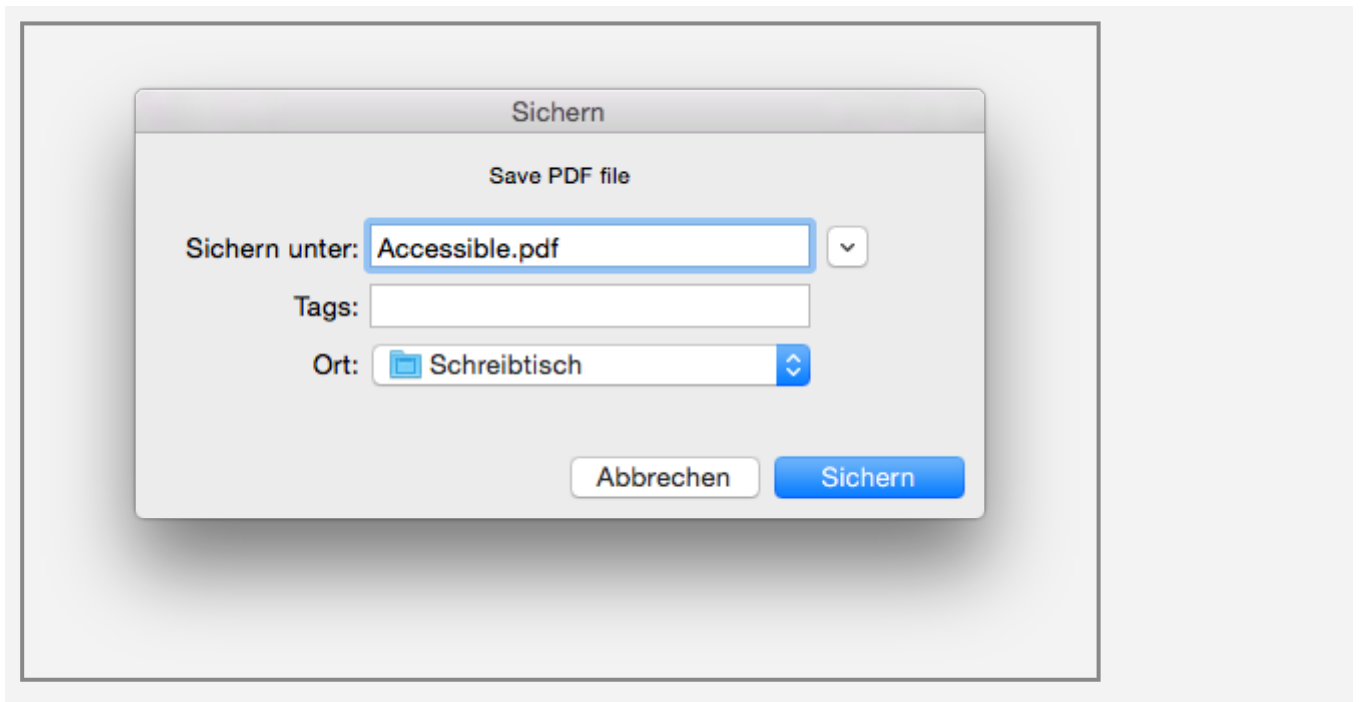 Sichern
Save PDF file
Sichern unter: Accessible.pdf
Tags:
Ort: Schreibtisch
Abbrechen Sichern